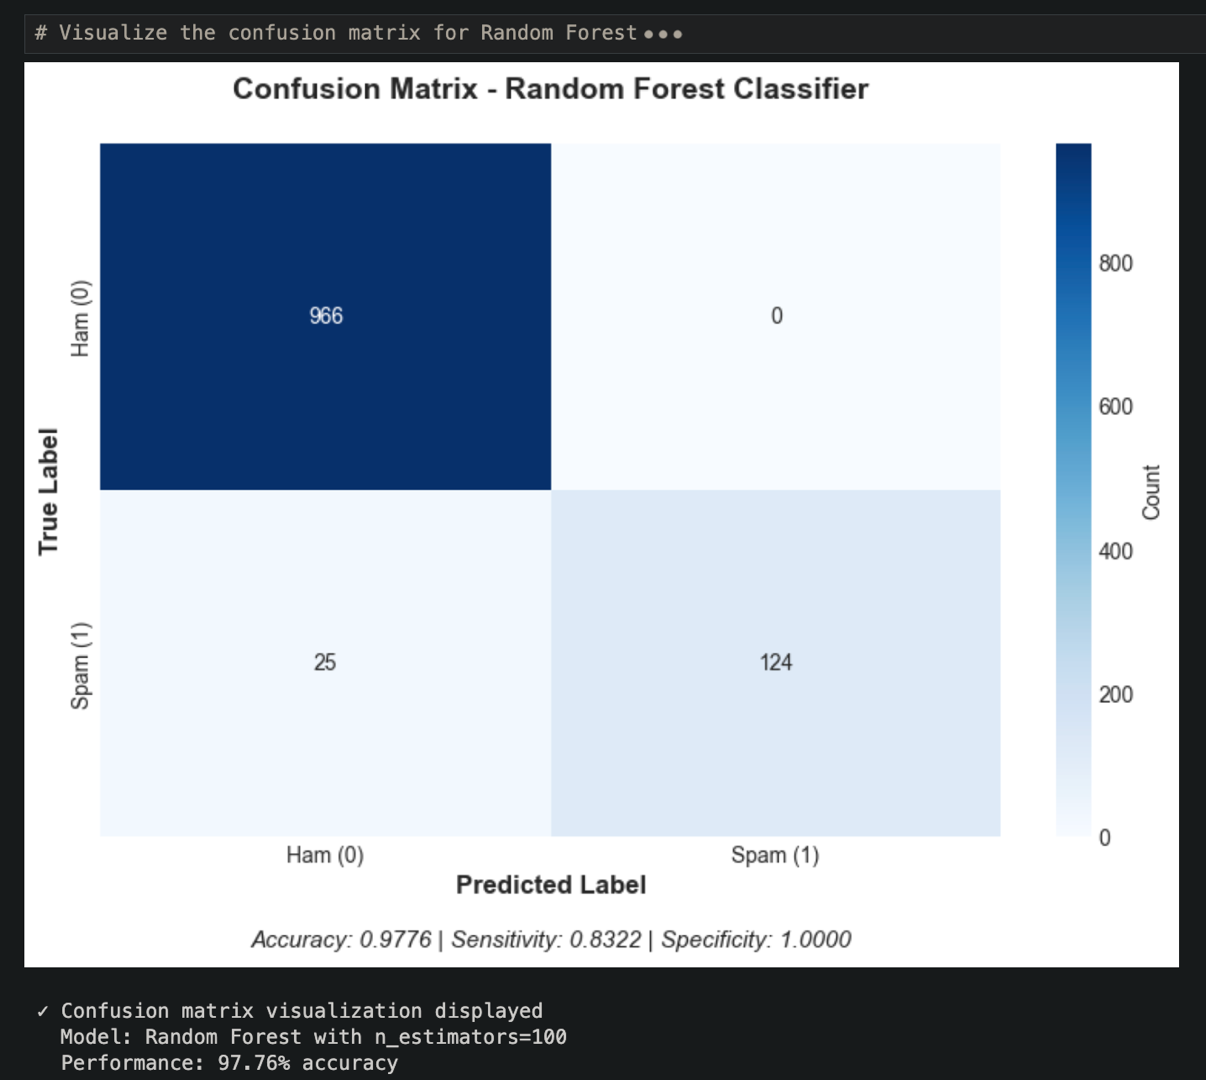 # Visualize the confusion matrix for Random Forest •••
Confusion Matrix - Random Forest Classifier
True Label
Ham (0)
966
0
Spam (1)
25
124
Ham (0)
Spam (1)
Predicted Label
800
600
400
200
0
Count
Accuracy: 0.9776 | Sensitivity: 0.8322 | Specificity: 1.0000
✓ Confusion matrix visualization displayed
Model: Random Forest with n_estimators=100
Performance: 97.76% accuracy